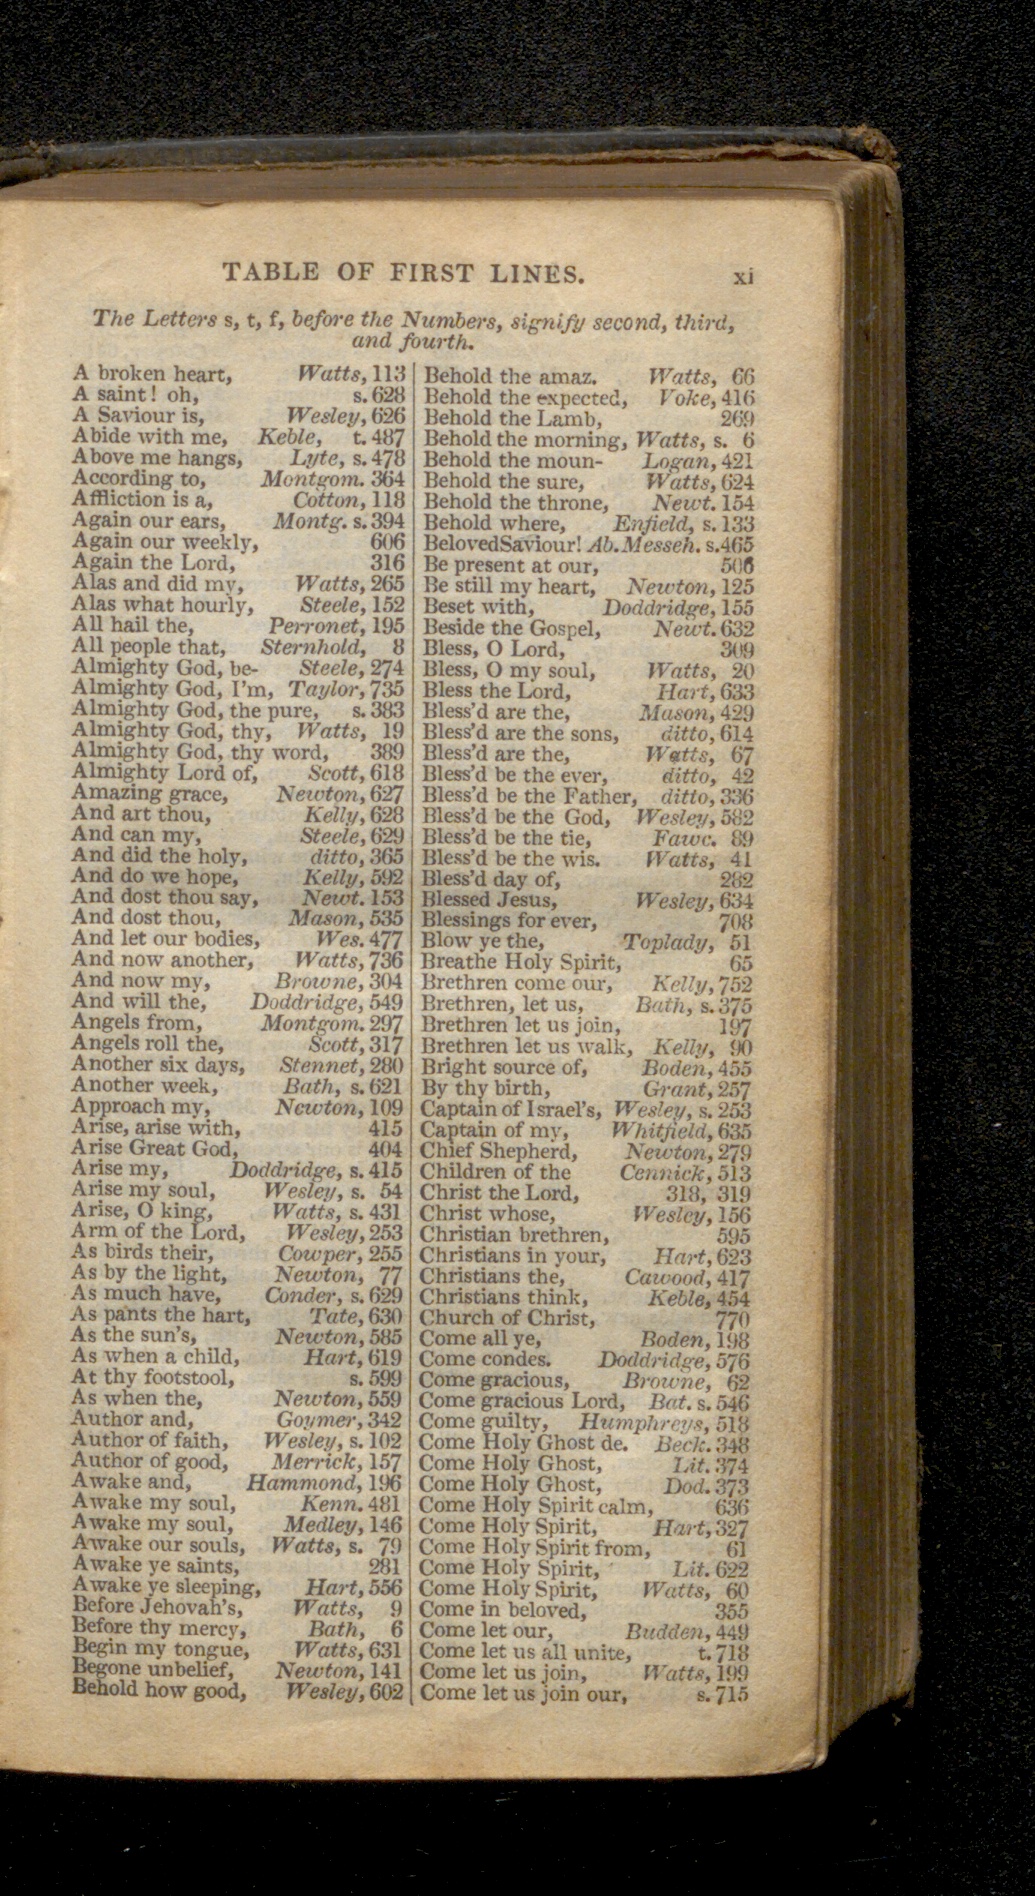 TABLE OF FIRST LINES. xi
The Letters s, t, f, before the Numbers, signify second, third,
and fourth.
A broken heart, Watts, 113
A saint! oh, s. 628
A Saviour is, Wesley, 626
Abide with me, Keble, t. 487
Above me hangs, Lyte, s. 478
According to, Montgom. 364
Affliction is a, Cotton, 118
Again our ears, Montg. s. 394
Again our weekly, 606
Again the Lord, 316
Alas and did my, Watts, 265
Alas what hourly, Steele, 152
All hail the, Perronet, 195
All people that, Sternhold, 8
Almighty God, be- Steele, 274
Almighty God, I'm, Taylor, 735
Almighty God, the pure, s. 383
Almighty God, thy, Watts, 19
Almighty God, thy word, 389
Almighty Lord of, Scott, 618
Amazing grace, Newton, 627
And art thou, Kelly, 628
And can my, Steele, 629
And did the holy, ditto, 365
And do we hope, Kelly, 592
And dost thou say, Newt. 153
And dost thou, Mason, 535
And let our bodies, Wes. 477
And now another, Watts, 736
And now my, Browne, 304
And will the, Doddridge, 549
Angels from, Montgom. 297
Angels roll the, Scott, 317
Another six days, Stennet, 280
Another week, Bath, s. 621
Approach my, Newton, 109
Arise, arise with, 415
Arise Great God, 404
Arise my, Doddridge, s. 415
Arise my soul, Wesley, s. 54
Arise, O king, Watts, s. 431
Arm of the Lord, Wesley, 253
As birds their, Cowper, 255
As by the light, Newton, 77
As much have, Conder, s. 629
As pants the hart, Tate, 630
As the sun's, Newton, 585
As when a child, Hart, 619
At thy footstool, s. 599
As when the, Newton, 559
Author and, Goymer, 342
Author of faith, Wesley, s. 102
Author of good, Merrick, 157
Awake and, Hammond, 196
Awake my soul, Kenn. 481
Awake my soul, Medley, 146
Awake our souls, Watts, s. 79
Awake ye saints, 281
Awake ye sleeping, Hart, 556
Before Jehovah's, Watts, 9
Before thy mercy, Bath, 6
Begin my tongue, Watts, 631
Begone unbelief, Newton, 141
Behold how good, Wesley, 602
Behold the amaz. Watts, 66
Behold the expected, Voke, 416
Behold the Lamb, 269
Behold the morning, Watts, s. 6
Behold the moun- Logan, 421
Behold the sure, Watts, 624
Behold the throne, Newt. 154
Behold where, Enfield, s. 133
Beloved Saviour! Ab. Messeh. s. 465
Be present at our, 506
Be still my heart, Newton, 125
Beset with, Doddridge, 155
Beside the Gospel, Newt. 632
Bless, O Lord, 309
Bless, O my soul, Watts, 20
Bless the Lord, Hart, 633
Bless'd are the, Mason, 429
Bless'd are the sons, ditto, 614
Bless'd are the, Watts, 67
Bless'd be the ever, ditto, 42
Bless'd be the Father, ditto, 336
Bless'd be the God, Wesley, 582
Bless'd be the tie, Fawc. 89
Bless'd be the wis. Watts, 41
Bless'd day of, 282
Blessed Jesus, Wesley, 634
Blessings for ever, 708
Blow ye the, Toplady, 51
Breathe Holy Spirit, 65
Brethren come our, Kelly, 752
Brethren, let us, Bath, s. 375
Brethren let us join, 197
Brethren let us walk, Kelly, 90
Bright source of, Boden, 455
By thy birth, Grant, 257
Captain of Israel's, Wesley, s. 253
Captain of my, Whitfield, 635
Chief Shepherd, Newton, 279
Children of the Cennick, 513
Christ the Lord, 318, 319
Christ whose, Wesley, 156
Christian brethren, 595
Christians in your, Hart, 623
Christians the, Cawood, 417
Christians think, Keble, 454
Church of Christ, 770
Come all ye, Boden, 198
Come condes. Doddridge, 576
Come gracious, Browne, 62
Come gracious Lord, Bat. s. 546
Come guilty, Humphreys, 518
Come Holy Ghost de. Beck. 348
Come Holy Ghost, Lit. 374
Come Holy Ghost, Dod. 373
Come Holy Spirit calm, 636
Come Holy Spirit, Hart, 327
Come Holy Spirit from, 61
Come Holy Spirit, Lit. 622
Come Holy Spirit, Watts, 60
Come in beloved, 355
Come let our, Budden, 449
Come let us all unite, t. 718
Come let us join, Watts, 199
Come let us join our, s. 715